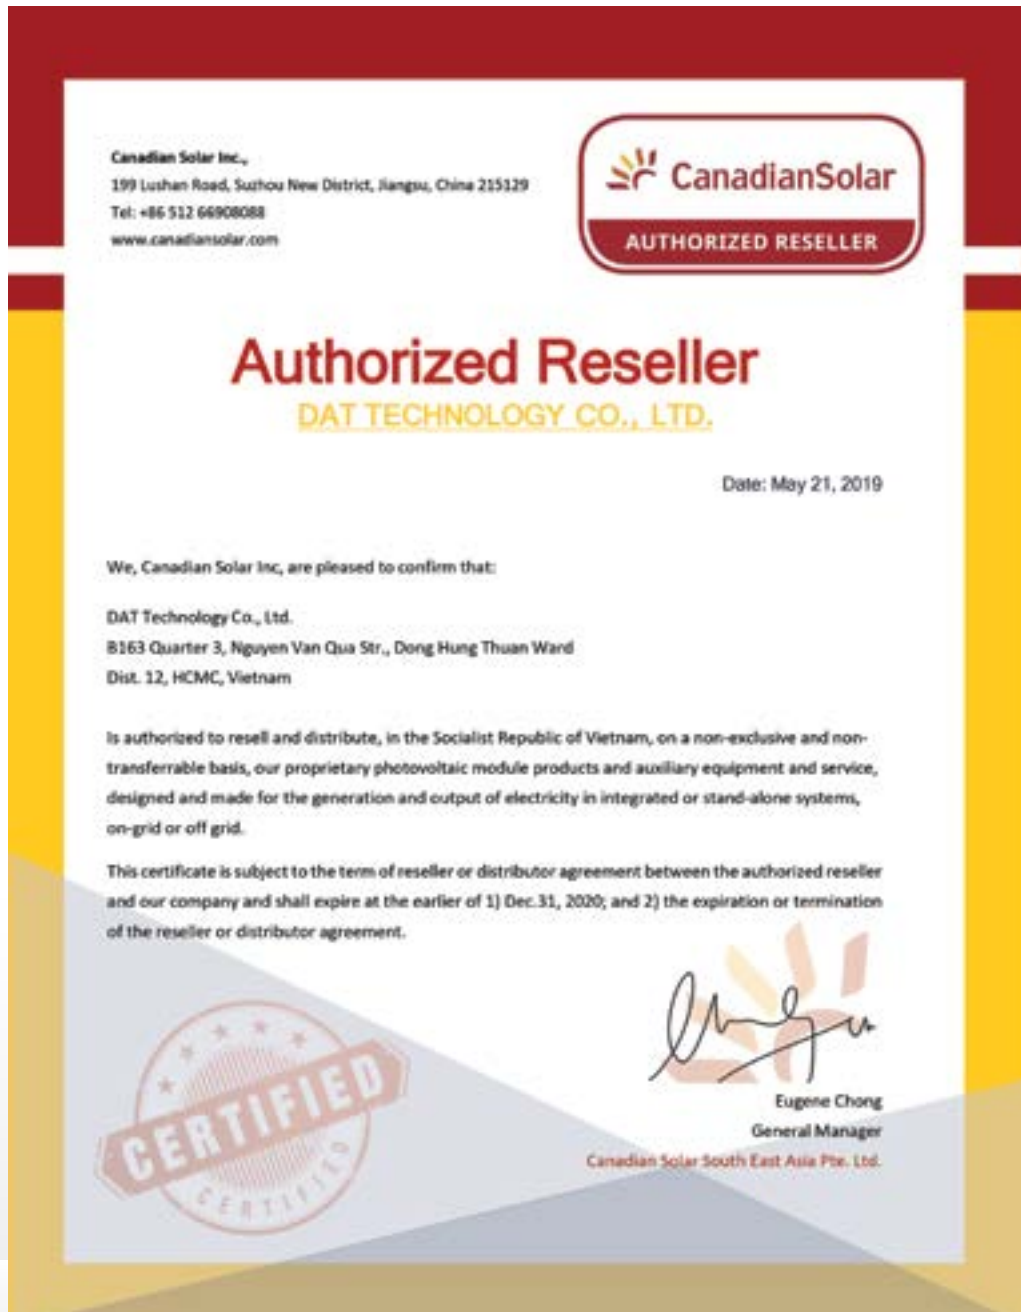 Canadian Solar Inc.,
199 Lushan Road, Suzhou New District, Jiangsu, China 215129
Tel: +86 512 66908088
www.canadiansolar.com
CanadianSolar
AUTHORIZED RESELLER
Authorized Reseller
DAT TECHNOLOGY CO., LTD.
Date: May 21, 2019
We, Canadian Solar Inc, are pleased to confirm that:
DAT Technology Co., Ltd.
B163 Quarter 3, Nguyen Van Qua Str., Dong Hung Thuan Ward
Dist. 12, HCMC, Vietnam
Is authorized to resell and distribute, in the Socialist Republic of Vietnam, on a non-exclusive and non-
transferrable basis, our proprietary photovoltaic module products and auxiliary equipment and service,
designed and made for the generation and output of electricity in integrated or stand-alone systems,
on-grid or off grid.
This certificate is subject to the term of reseller or distributor agreement between the authorized reseller
and our company and shall expire at the earlier of 1) Dec.31, 2020; and 2) the expiration or termination
of the reseller or distributor agreement.
CERTIFIED
CERTIFIED
Eugene Chong
General Manager
Canadian Solar South East Asia Pte. Ltd.